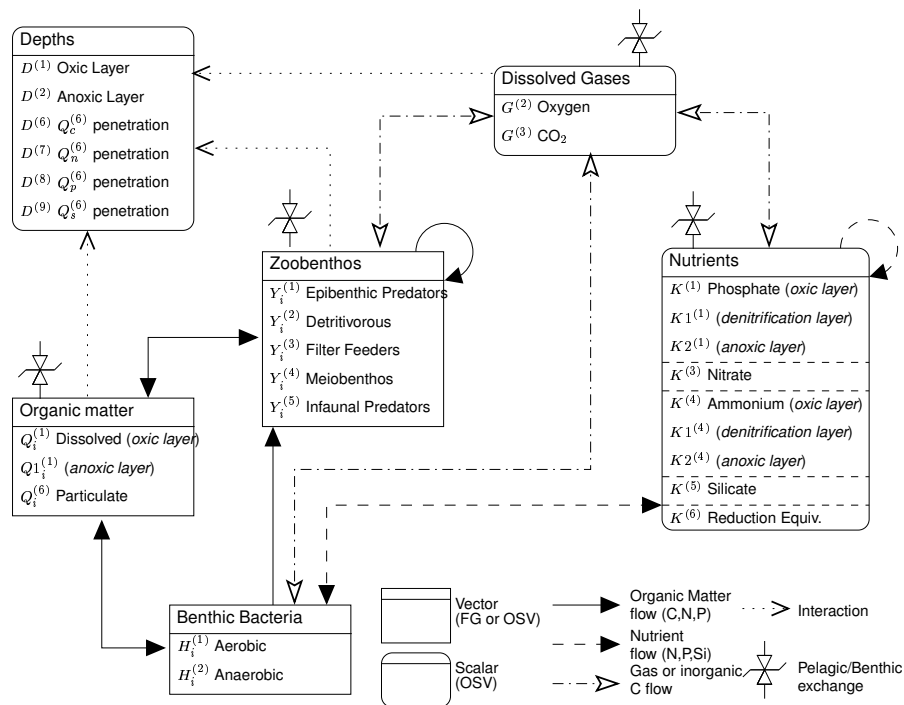 Depths
D^(1) Oxic Layer
D^(2) Anoxic Layer
D^(6) Q_c^(6) penetration
D^(7) Q_n^(6) penetration
D^(8) Q_p^(6) penetration
D^(9) Q_s^(6) penetration
Dissolved Gases
G^(2) Oxygen
G^(3) CO₂
Zoobenthos
Y_i^(1) Epibenthic Predators
Y_i^(2) Detritivorous
Y_i^(3) Filter Feeders
Y_i^(4) Meiobenthos
Y_i^(5) Infaunal Predators
Nutrients
K^(1) Phosphate (oxic layer)
K1^(1) (denitrification layer)
K2^(1) (anoxic layer)
K^(3) Nitrate
K^(4) Ammonium (oxic layer)
K1^(4) (denitrification layer)
K2^(4) (anoxic layer)
K^(5) Silicate
K^(6) Reduction Equiv.
Organic matter
Q_i^(1) Dissolved (oxic layer)
Q1_i^(1) (anoxic layer)
Q_i^(6) Particulate
Benthic Bacteria
H_i^(1) Aerobic
H_i^(2) Anaerobic
Vector
(FG or OSV)
Scalar
(OSV)
Organic Matter
flow (C,N,P)
Nutrient
flow (N,P,Si)
Gas or inorganic
C flow
Interaction
Pelagic/Benthic
exchange